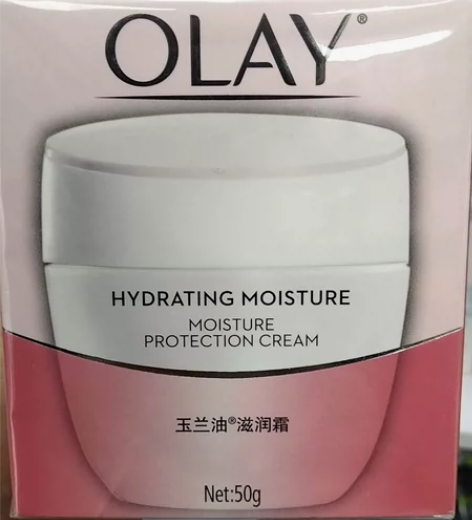 OLAY®
HYDRATING MOISTURE
MOISTURE
PROTECTION CREAM
玉兰油®滋润霜
Net:50g